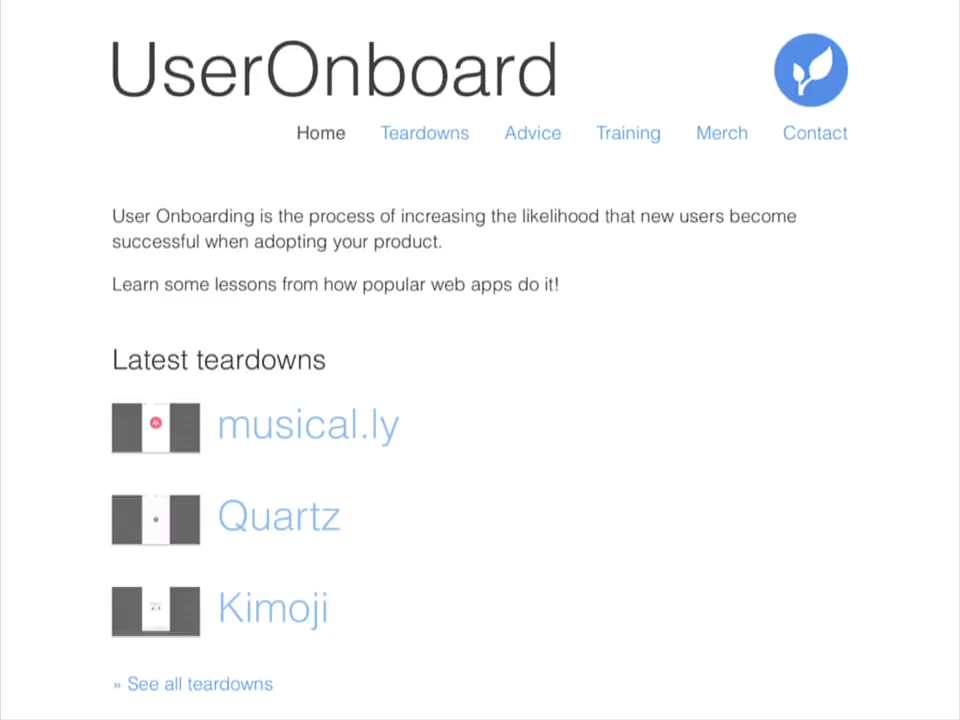 UserOnboard
Home Teardowns Advice Training Merch Contact
User Onboarding is the process of increasing the likelihood that new users become
successful when adopting your product.
Learn some lessons from how popular web apps do it!
Latest teardowns
musical.ly
Quartz
Kimoji
» See all teardowns